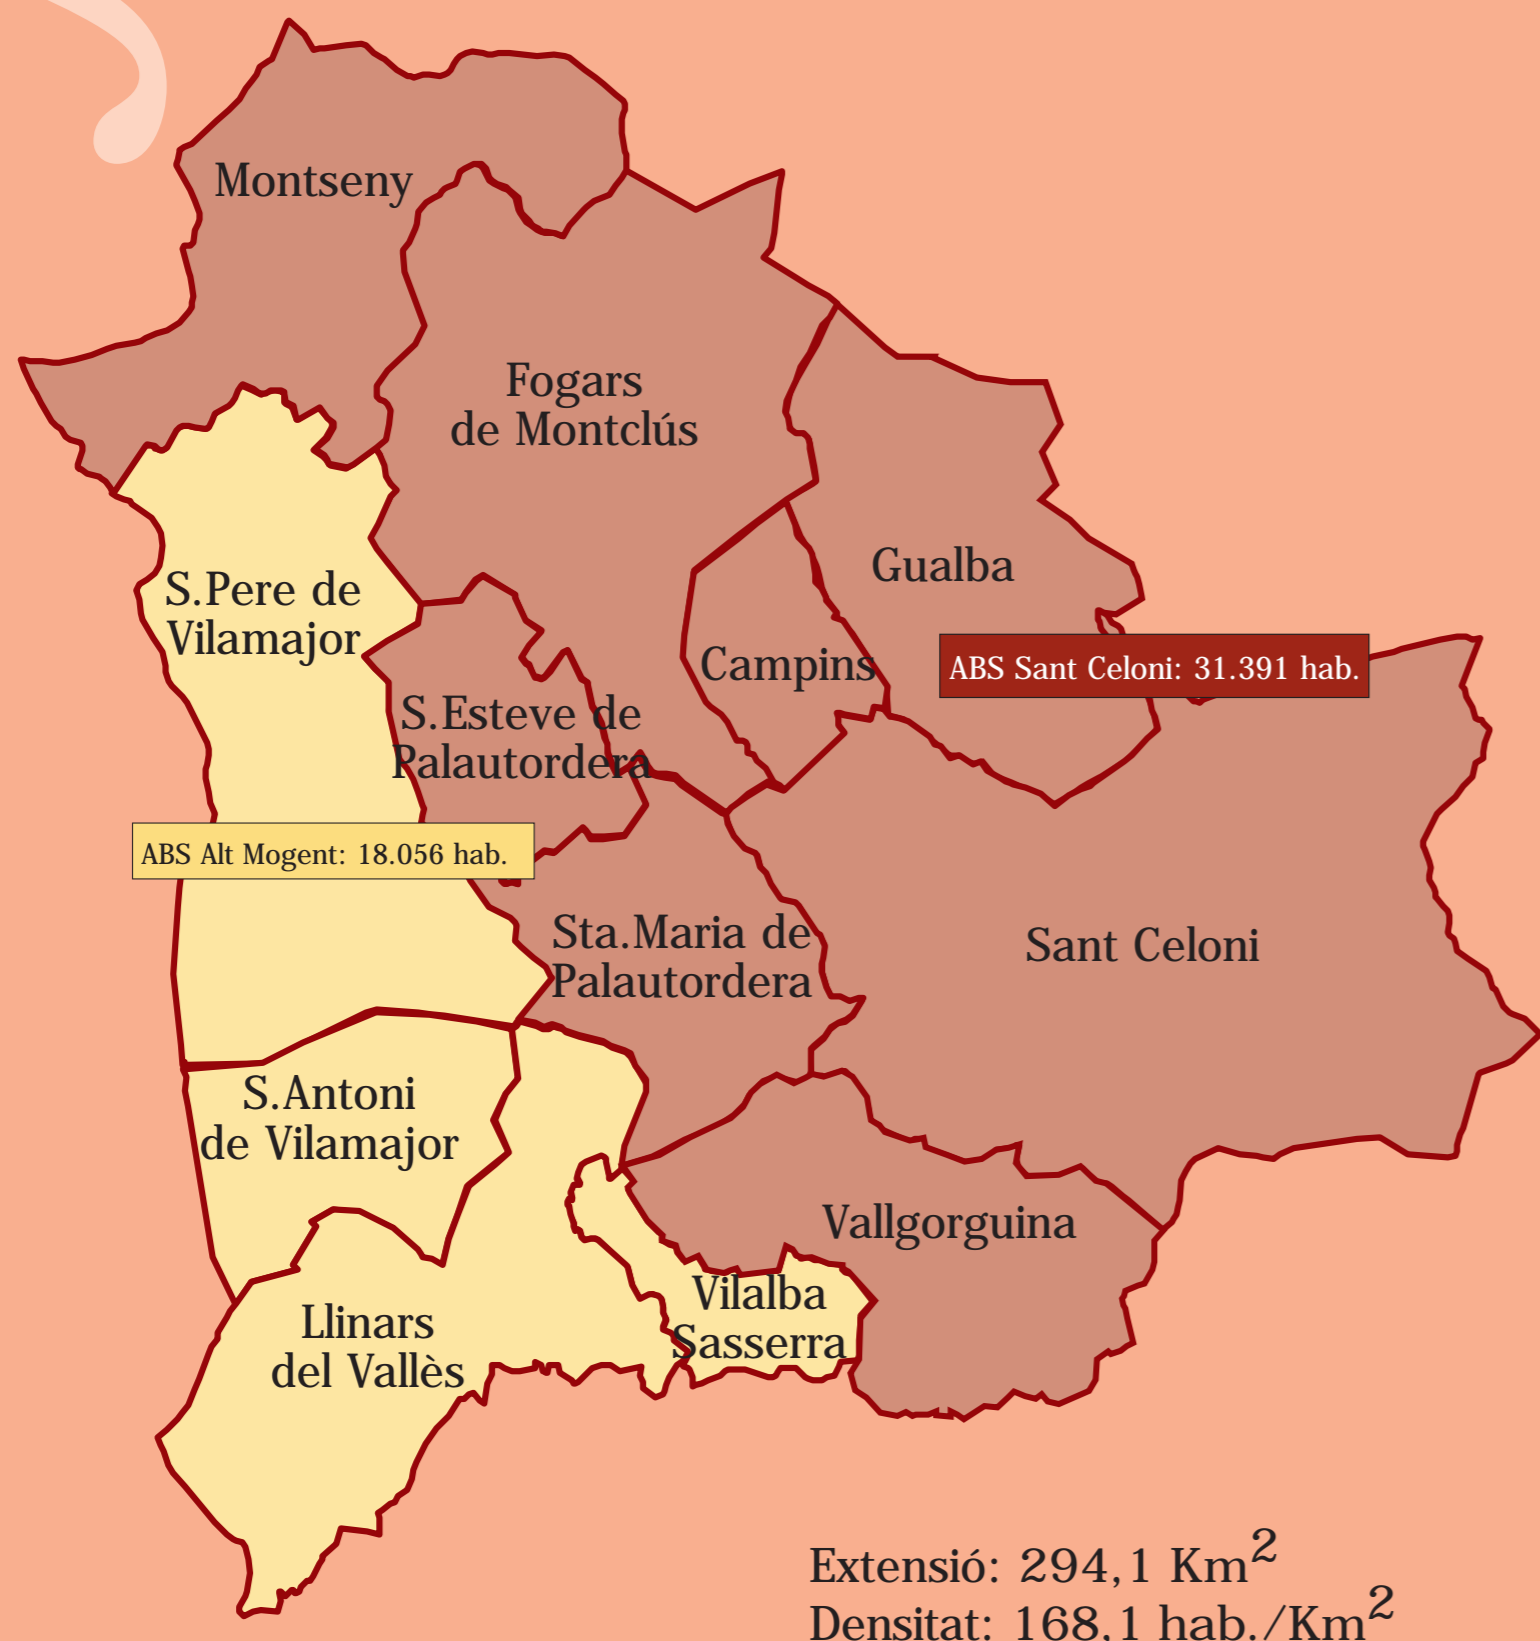 Montseny
Fogars
de Montclús
Gualba
S.Pere de
Vilamajor
Campins
ABS Sant Celoni: 31.391 hab.
S.Esteve de
Palautordera
ABS Alt Mogent: 18.056 hab.
Sta.Maria de
Palautordera
Sant Celoni
S.Antoni
de Vilamajor
Vallgorguina
Vilalba
Sasserra
Llinars
del Vallès
Extensió: 294,1 Km²
Densitat: 168,1 hab./Km²